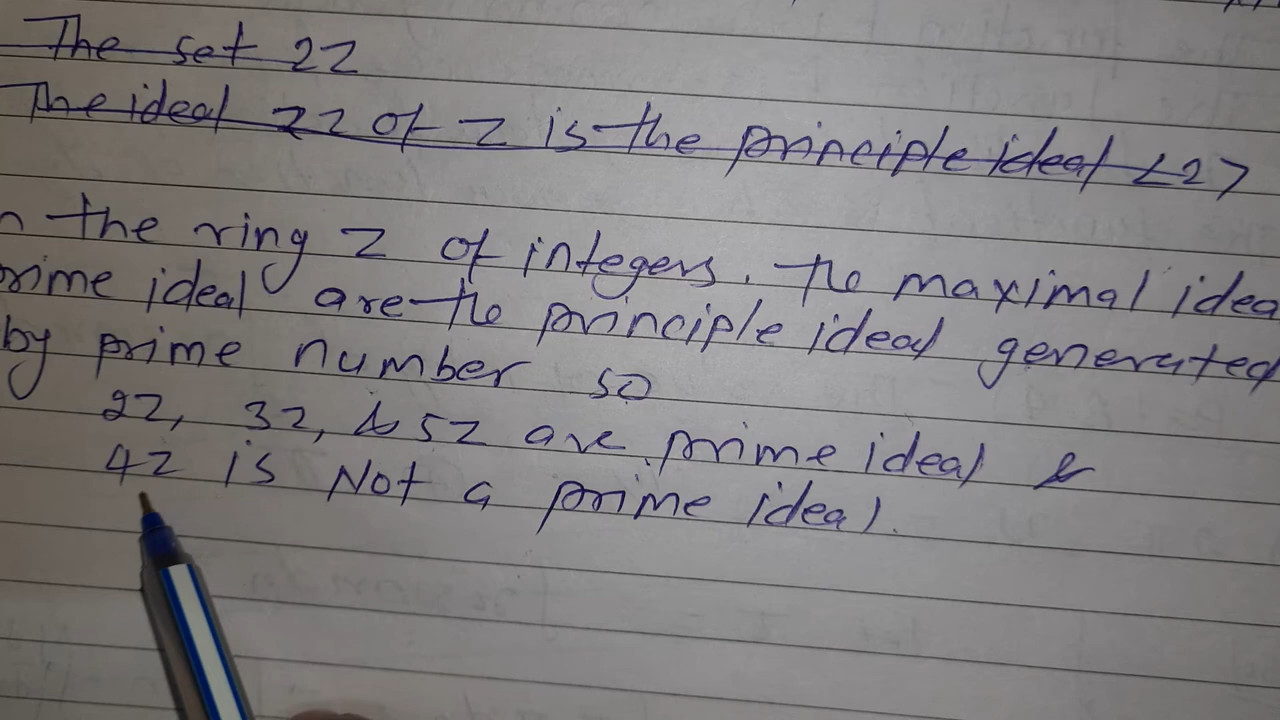 The set 2Z
The ideal 2Z of Z is the principle ideal <2>
n the ring Z of integers. The maximal idea
rime ideal are the principle ideal generated
by prime number so
2Z, 3Z, & 5Z are prime ideal &
4Z is Not a prime ideal.